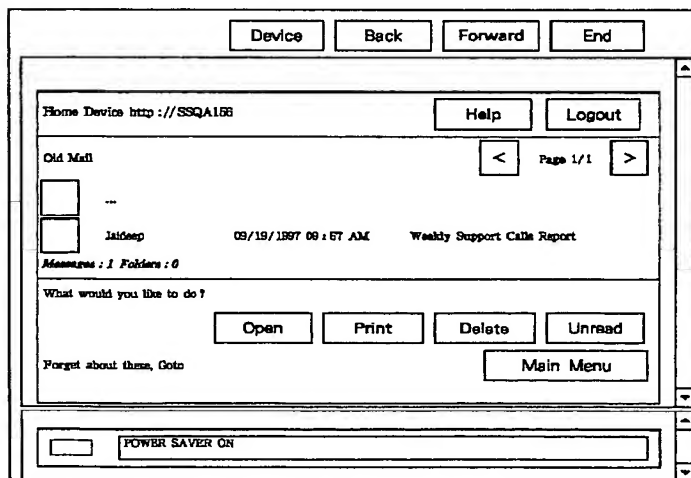 Device Back Forward End
Home Device http://SSQA156 Help Logout
Old Mail < Page 1/1 >
...
Jaideep 09/19/1997 09:57 AM Weekly Support Calls Report
Messages : 1 Folders : 0
What would you like to do ?
Open Print Delete Unread
Forget about these, Goto Main Menu
POWER SAVER ON